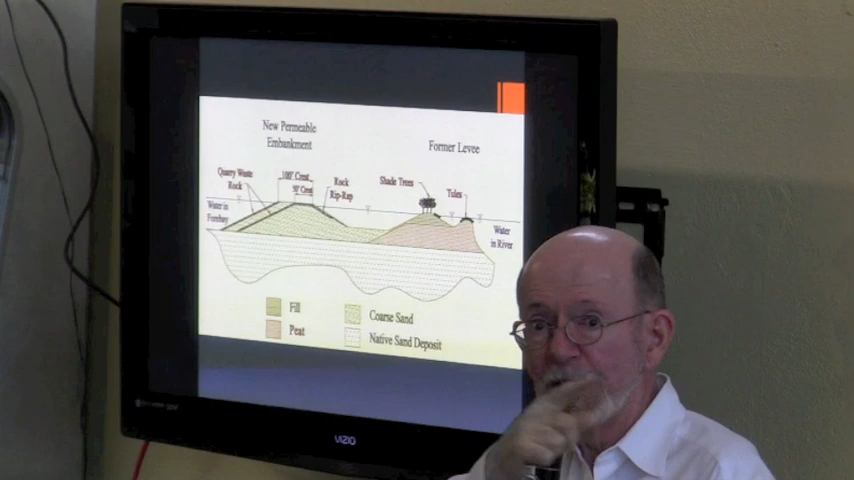 New Permeable
Embankment
Former Levee
Quarry Waste
Rock
100' Crest
50' Crest
Rock
Rip-Rap
Shade Trees
Tules
Water in
Forebay
Water
in River
Fill
Peat
Coarse Sand
Native Sand Deposit
VIZIO